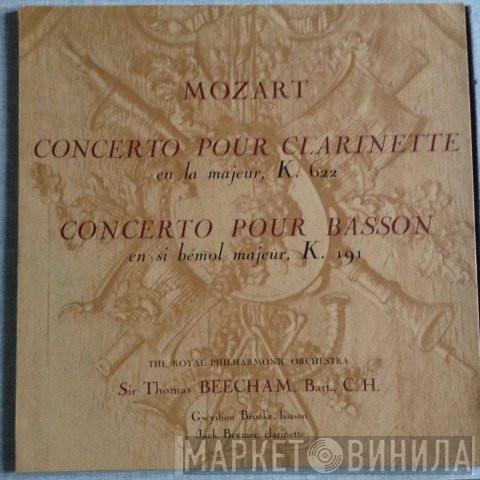 MOZART
CONCERTO POUR CLARINETTE
en la majeur, K. 622
CONCERTO POUR BASSON
en si bémol majeur, K. 191
THE ROYAL PHILHARMONIC ORCHESTRA
Sir Thomas BEECHAM, Bart., C. H.
Gwydion Brooke, basson
Jack Brymer, clarinette
МАРКЕТ ВИНИЛА